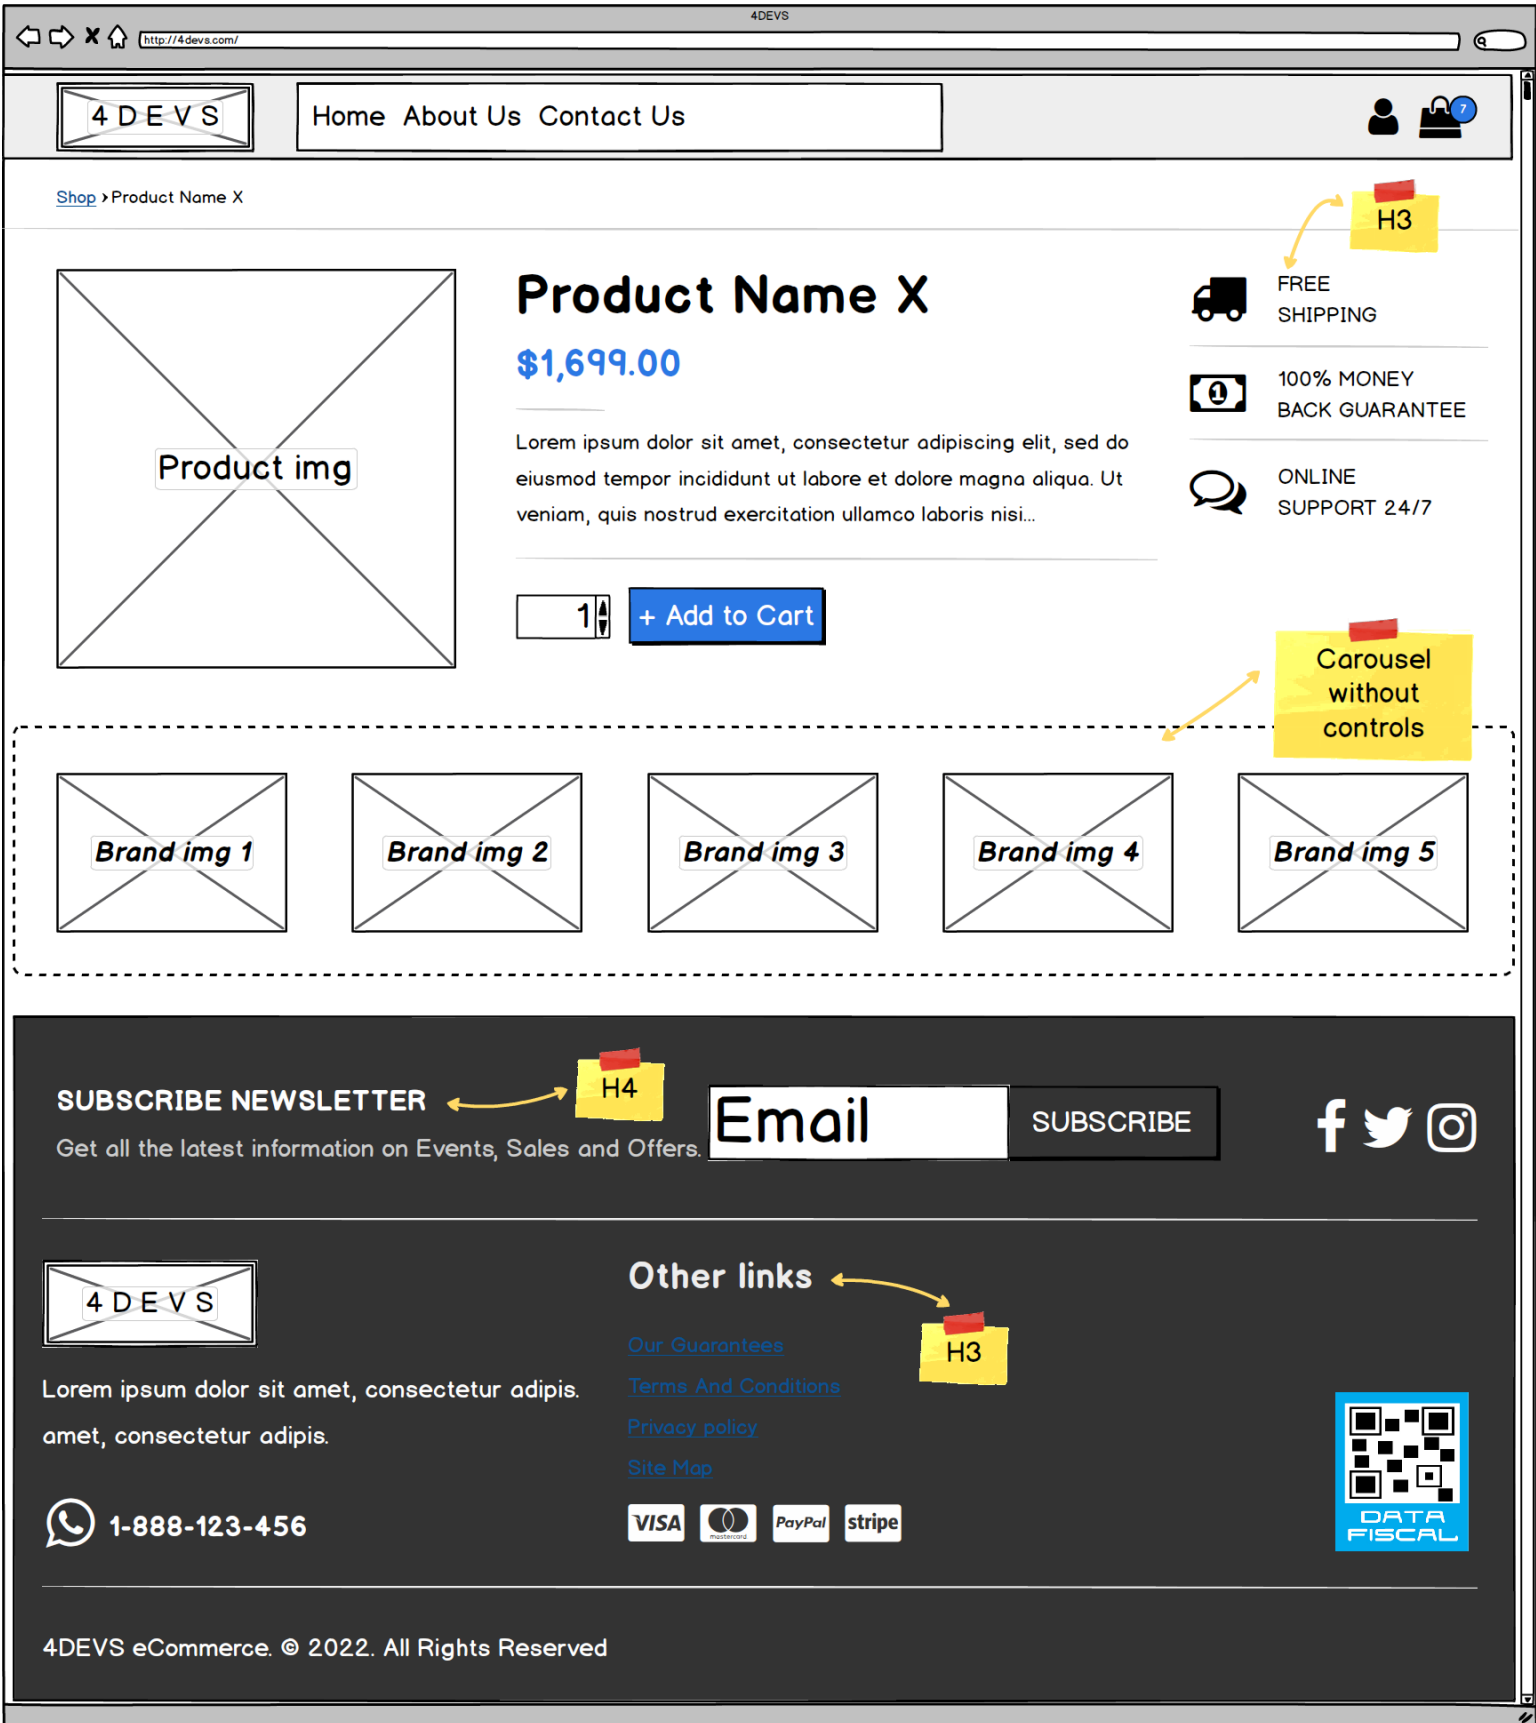 4DEVS
http://4devs.com/
4 D E V S
Home About Us Contact Us
7
Shop › Product Name X
H3
Product img
Product Name X
$1,699.00
Lorem ipsum dolor sit amet, consectetur adipiscing elit, sed do
eiusmod tempor incididunt ut labore et dolore magna aliqua. Ut
veniam, quis nostrud exercitation ullamco laboris nisi...
1
+ Add to Cart
FREE
SHIPPING
1
100% MONEY
BACK GUARANTEE
ONLINE
SUPPORT 24/7
Carousel
without
controls
Brand img 1
Brand img 2
Brand img 3
Brand img 4
Brand img 5
SUBSCRIBE NEWSLETTER
H4
Get all the latest information on Events, Sales and Offers.
Email
SUBSCRIBE
4 D E V S
Lorem ipsum dolor sit amet, consectetur adipis.
amet, consectetur adipis.
1-888-123-456
Other links
H3
Our Guarantees
Terms And Conditions
Privacy policy
Site Map
VISA
mastercard
PayPal
stripe
DATA
FISCAL
4DEVS eCommerce. © 2022. All Rights Reserved